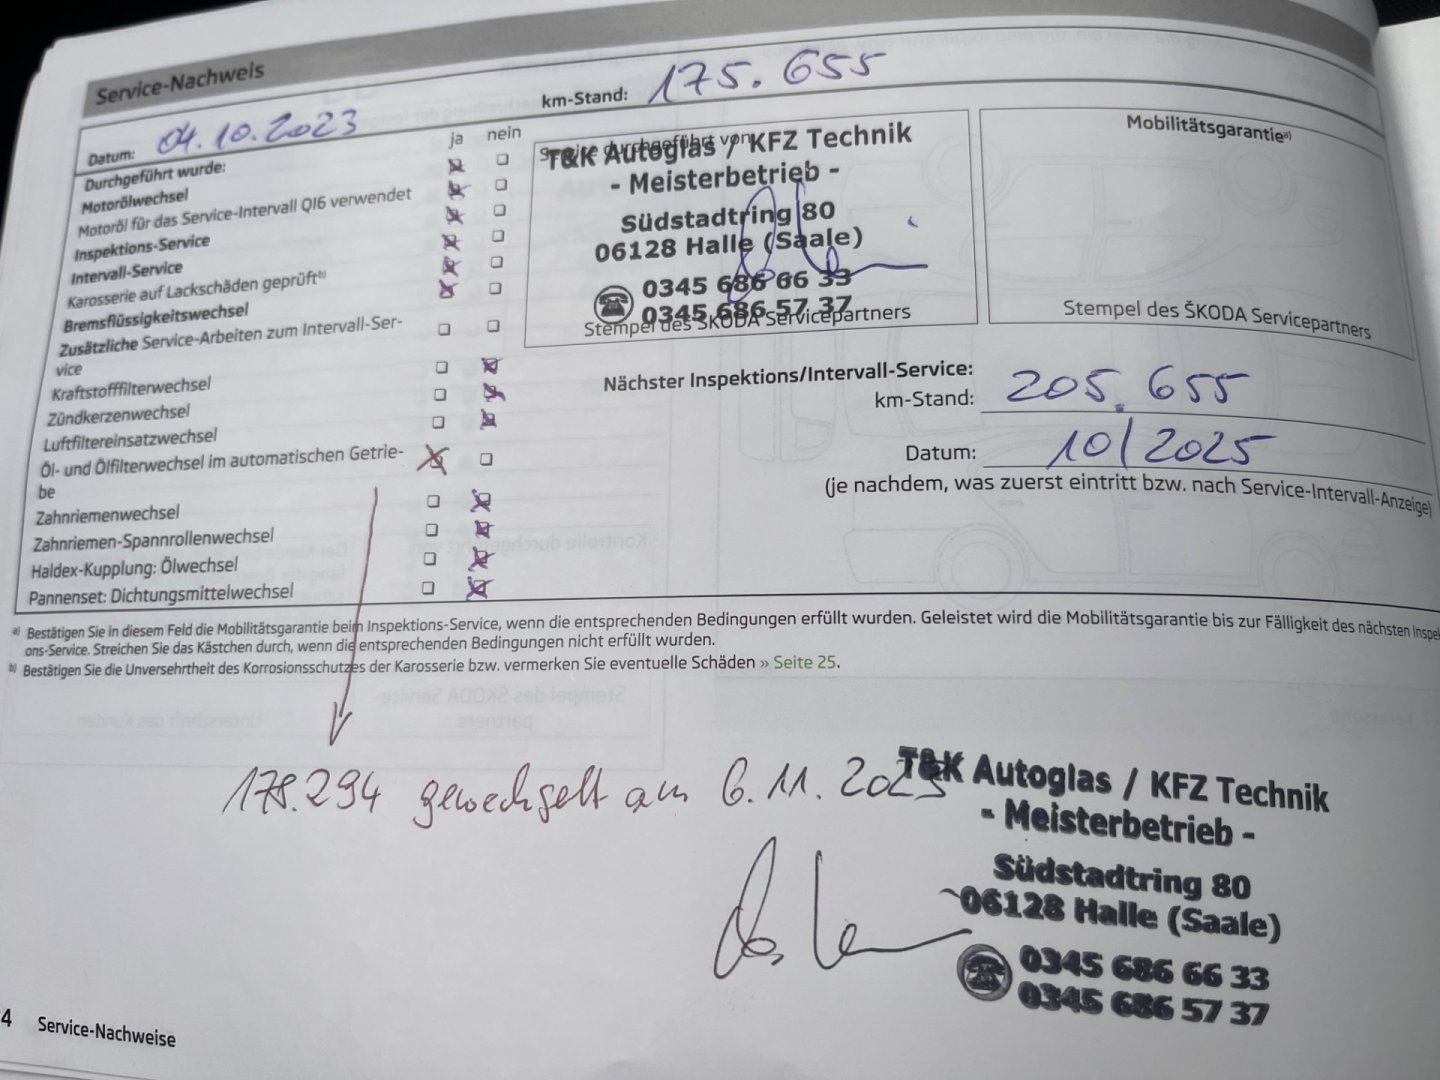 Service-Nachweis
Datum: 04.10.2023
km-Stand: 175.655
ja nein
Durchgeführt wurde:
Motorölwechsel
Motoröl für das Service-Intervall QI6 verwendet
Inspektions-Service
Intervall-Service
Karosserie auf Lackschäden geprüft b)
Bremsflüssigkeitswechsel
Zusätzliche Service-Arbeiten zum Intervall-Ser-
vice
Kraftstofffilterwechsel
Zündkerzenwechsel
Luftfiltereinsatzwechsel
Öl- und Ölfilterwechsel im automatischen Getrie-
be
Zahnriemenwechsel
Zahnriemen-Spannrollenwechsel
Haldex-Kupplung: Ölwechsel
Pannenset: Dichtungsmittelwechsel
Service durchgeführt von
T&K Autoglas / KFZ Technik
- Meisterbetrieb -
Südstadtring 80
06128 Halle (Saale)
0345 686 66 33
0345 686 57 37
Stempel des ŠKODA Servicepartners
Mobilitätsgarantie a)
Stempel des ŠKODA Servicepartners
Nächster Inspektions/Intervall-Service:
km-Stand: 205.655
Datum: 10/2025
(je nachdem, was zuerst eintritt bzw. nach Service-Intervall-Anzeige)
a) Bestätigen Sie in diesem Feld die Mobilitätsgarantie beim Inspektions-Service, wenn die entsprechenden Bedingungen erfüllt wurden. Geleistet wird die Mobilitätsgarantie bis zur Fälligkeit des nächsten Inspe
ons-Service. Streichen Sie das Kästchen durch, wenn die entsprechenden Bedingungen nicht erfüllt wurden.
b) Bestätigen Sie die Unversehrtheit des Korrosionsschutzes der Karosserie bzw. vermerken Sie eventuelle Schäden » Seite 25.
178.294 gewechselt am 6.11.2023
T&K Autoglas / KFZ Technik
- Meisterbetrieb -
Südstadtring 80
06128 Halle (Saale)
0345 686 66 33
0345 686 57 37
4 Service-Nachweise